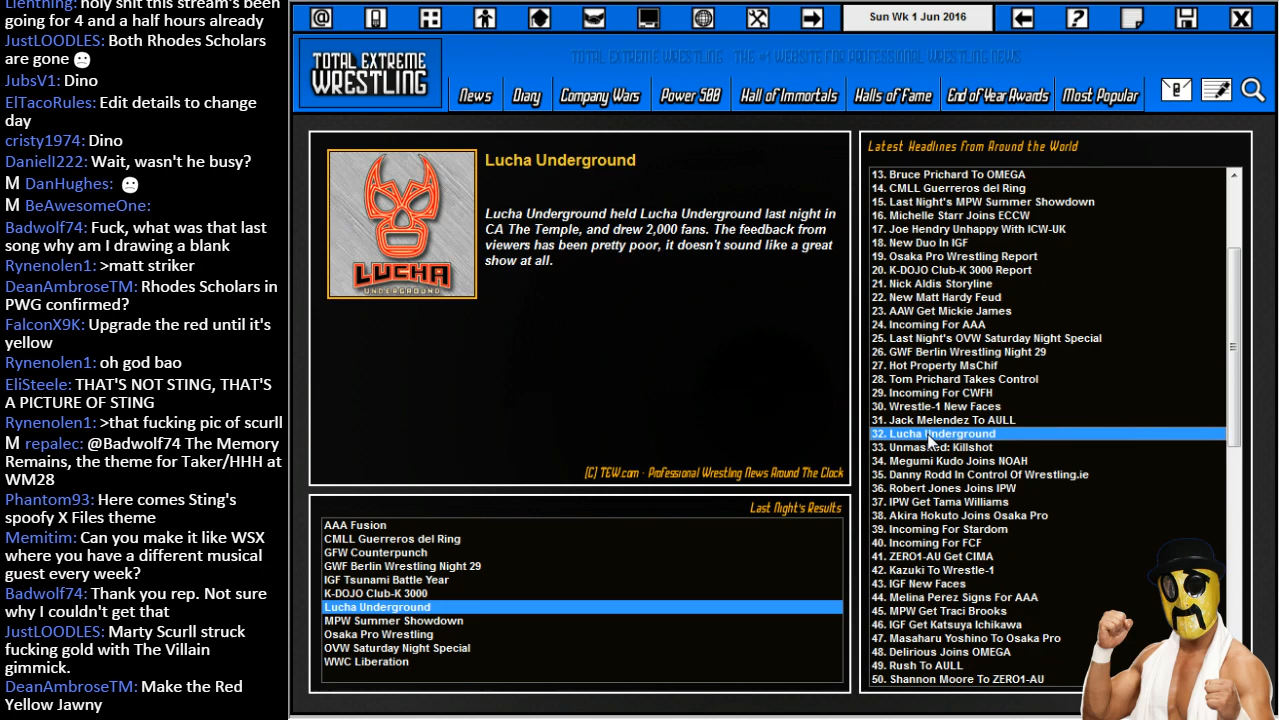 Lienthing: holy shit this stream's been
going for 4 and a half hours already
JustLOODLES: Both Rhodes Scholars
are gone
JubsV1: Dino
ElTacoRules: Edit details to change
day
cristy1974: Dino
Daniell222: Wait, wasn't he busy?
M DanHughes:
M BeAwesomeOne:
Badwolf74: Fuck, what was that last
song why am I drawing a blank
Rynenolen1: >matt striker
DeanAmbroseTM: Rhodes Scholars in
PWG confirmed?
FalconX9K: Upgrade the red until it's
yellow
Rynenolen1: oh god bao
EliSteele: THAT'S NOT STING, THAT'S
A PICTURE OF STING
Rynenolen1: >that fucking pic of scurll
M repalec: @Badwolf74 The Memory
Remains, the theme for Taker/HHH at
WM28
Phantom93: Here comes Sting's
spoofy X Files theme
Memitim: Can you make it like WSX
where you have a different musical
guest every week?
Badwolf74: Thank you rep. Not sure
why I couldn't get that
JustLOODLES: Marty Scurll struck
fucking gold with The Villain
gimmick.
DeanAmbroseTM: Make the Red
Yellow Jawny
Sun Wk 1 Jun 2016
TOTAL EXTREME
WRESTLING
TOTAL EXTREME WRESTLING THE #1 WEBSITE FOR PROFESSIONAL WRESTLING NEWS
News Diary Company Wars Power 500 Hall of Immortals Halls of Fame End of Year Awards Most Popular
Lucha Underground
Lucha Underground held Lucha Underground last night in
CA The Temple, and drew 2,000 fans. The feedback from
viewers has been pretty poor, it doesn't sound like a great
show at all.
LUCHA
UNDERGROUND
(C) TEW.com - Professional Wrestling News Around The Clock
Last Night's Results
AAA Fusion
CMLL Guerreros del Ring
GFW Counterpunch
GWF Berlin Wrestling Night 29
IGF Tsunami Battle Year
K-DOJO Club-K 3000
Lucha Underground
MPW Summer Showdown
Osaka Pro Wrestling
OVW Saturday Night Special
WWC Liberation
Latest Headlines From Around the World
13. Bruce Prichard To OMEGA
14. CMLL Guerreros del Ring
15. Last Night's MPW Summer Showdown
16. Michelle Starr Joins ECCW
17. Joe Hendry Unhappy With ICW-UK
18. New Duo In IGF
19. Osaka Pro Wrestling Report
20. K-DOJO Club-K 3000 Report
21. Nick Aldis Storyline
22. New Matt Hardy Feud
23. AAW Get Mickie James
24. Incoming For AAA
25. Last Night's OVW Saturday Night Special
26. GWF Berlin Wrestling Night 29
27. Hot Property MsChif
28. Tom Prichard Takes Control
29. Incoming For CWFH
30. Wrestle-1 New Faces
31. Jack Melendez To AULL
32. Lucha Underground
33. Unmasked: Killshot
34. Megumi Kudo Joins NOAH
35. Danny Rodd In Control Of Wrestling.ie
36. Robert Jones Joins IPW
37. IPW Get Tama Williams
38. Akira Hokuto Joins Osaka Pro
39. Incoming For Stardom
40. Incoming For FCF
41. ZERO1-AU Get CIMA
42. Kazuki To Wrestle-1
43. IGF New Faces
44. Melina Perez Signs For AAA
45. MPW Get Traci Brooks
46. IGF Get Katsuya Ichikawa
47. Masaharu Yoshino To Osaka Pro
48. Delirious Joins OMEGA
49. Rush To AULL
50. Shannon Moore To ZERO1-AU